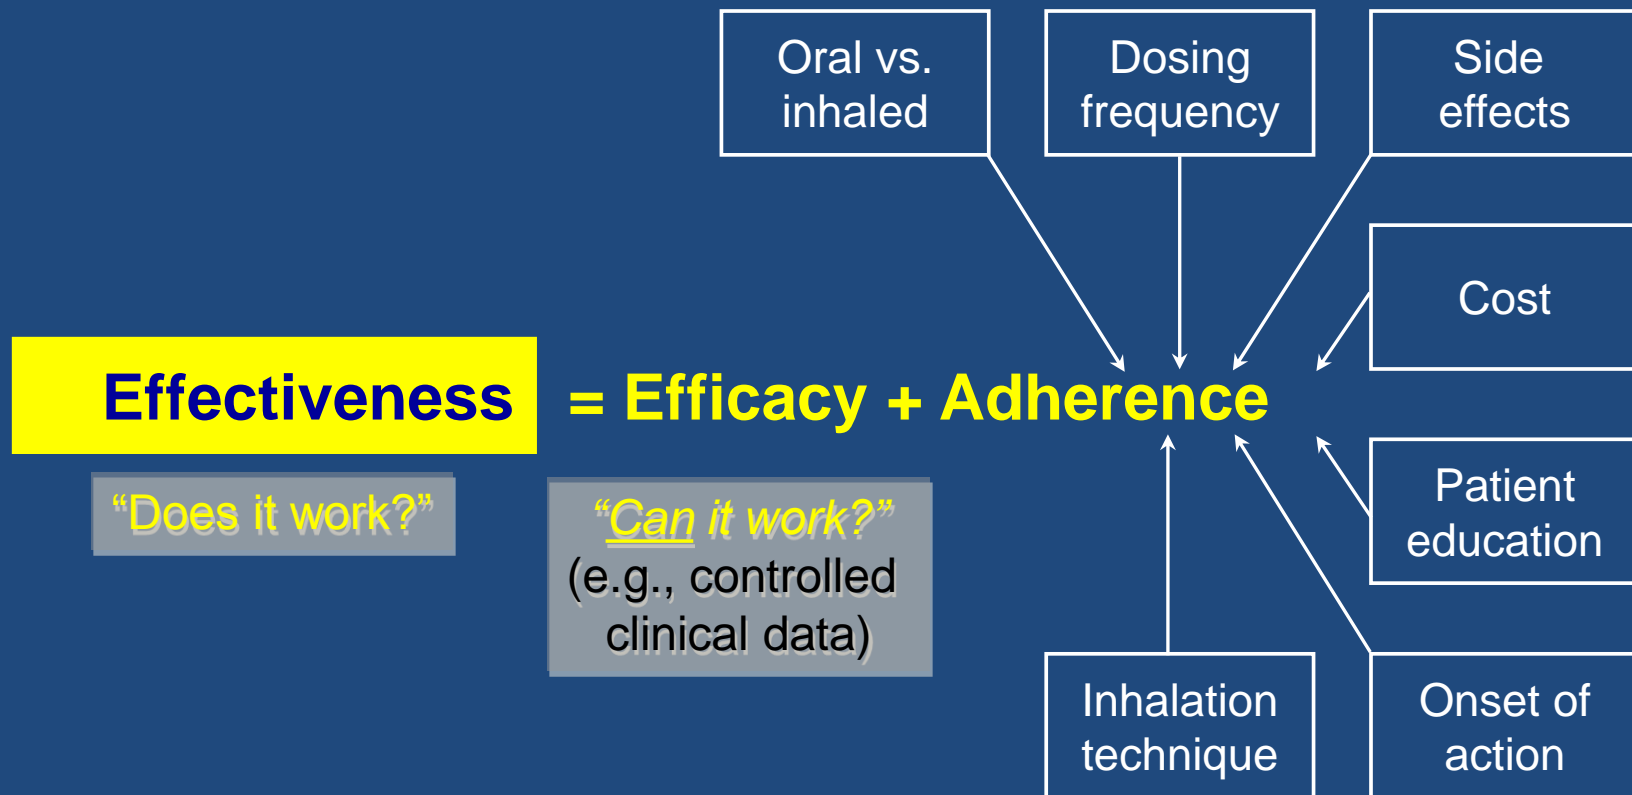 Oral vs.
inhaled
Dosing
frequency
Side
effects
Cost
Effectiveness = Efficacy + Adherence
“Does it work?”
“Can it work?”
(e.g., controlled
clinical data)
Patient
education
Inhalation
technique
Onset of
action